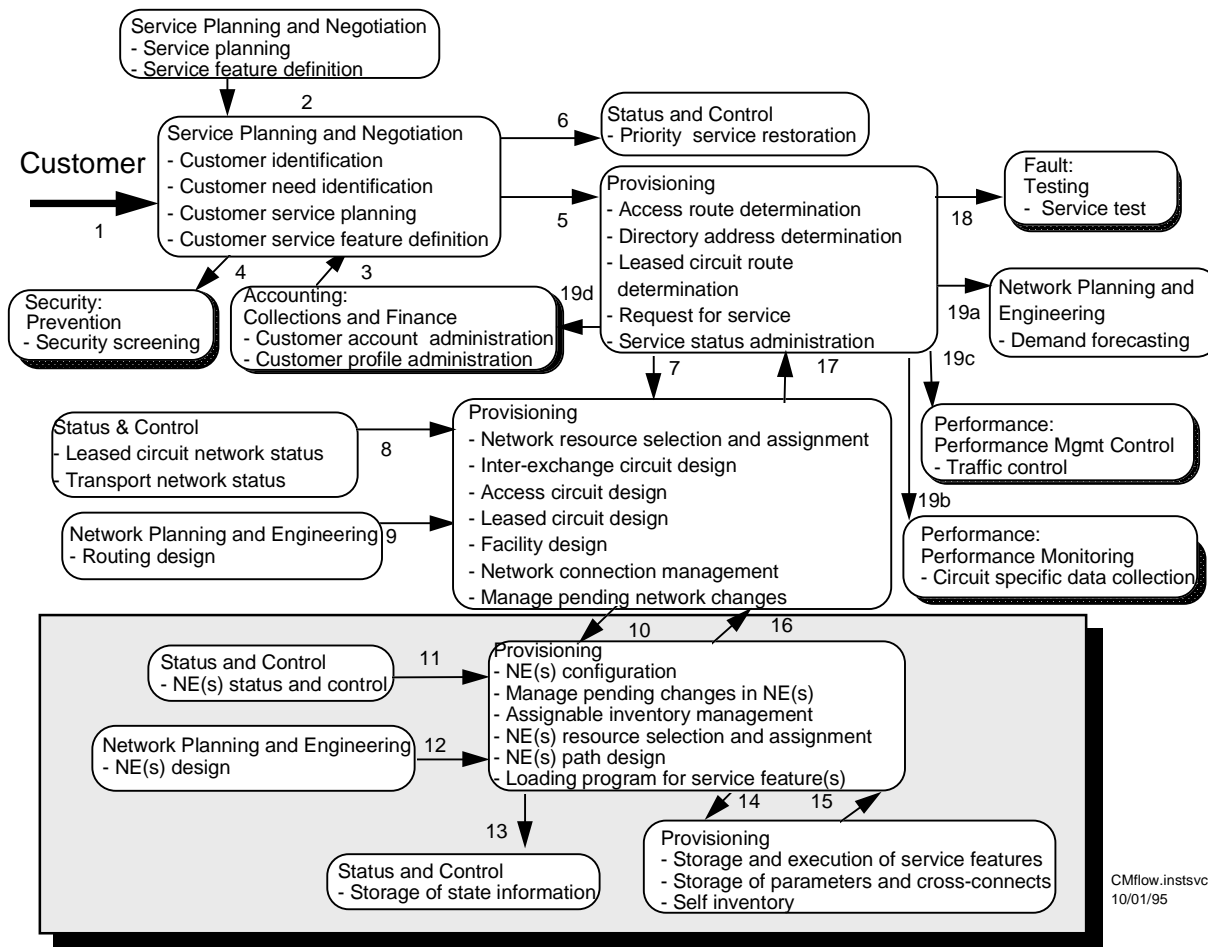 Service Planning and Negotiation
- Service planning
- Service feature definition
2
Service Planning and Negotiation
- Customer identification
- Customer need identification
- Customer service planning
- Customer service feature definition
6
Status and Control
- Priority service restoration
Customer
1
5
Provisioning
- Access route determination
- Directory address determination
- Leased circuit route
determination
- Request for service
- Service status administration
18
Fault:
Testing
- Service test
4
3
Security:
Prevention
- Security screening
Accounting:
Collections and Finance
- Customer account administration
- Customer profile administration
19d
19a
Network Planning and
Engineering
- Demand forecasting
7
17
19c
Status & Control
- Leased circuit network status
- Transport network status
8
Provisioning
- Network resource selection and assignment
- Inter-exchange circuit design
- Access circuit design
- Leased circuit design
- Facility design
- Network connection management
- Manage pending network changes
Performance:
Performance Mgmt Control
- Traffic control
19b
Network Planning and Engineering
- Routing design
9
Performance:
Performance Monitoring
- Circuit specific data collection
10
16
Status and Control
- NE(s) status and control
11
Provisioning
- NE(s) configuration
- Manage pending changes in NE(s)
- Assignable inventory management
- NE(s) resource selection and assignment
- NE(s) path design
- Loading program for service feature(s)
Network Planning and Engineering
- NE(s) design
12
13
14
15
Status and Control
- Storage of state information
Provisioning
- Storage and execution of service features
- Storage of parameters and cross-connects
- Self inventory
CMflow.instsvc
10/01/95